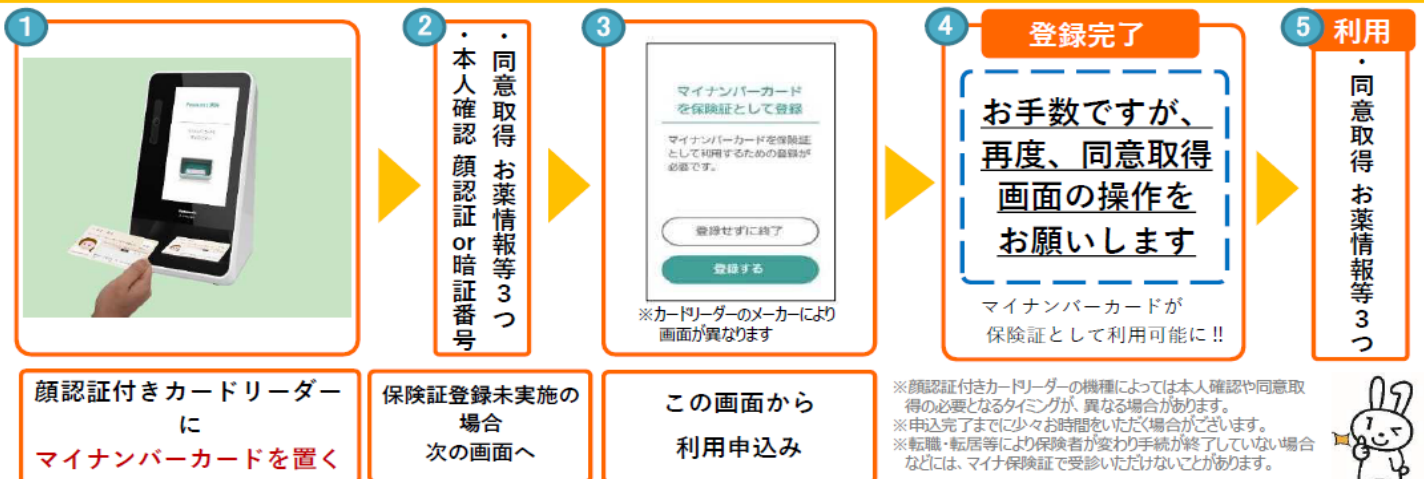 1
2
・本人確認 顔認証or暗証番号
・同意取得 お薬情報等3つ
3
マイナンバーカード
を保険証として登録
マイナンバーカードを保険証
として利用するための登録が
必要です。
登録せずに終了
登録する
※カードリーダーのメーカーにより
画面が異なります
4
登録完了
お手数ですが、
再度、同意取得
画面の操作を
お願いします
マイナンバーカードが
保険証として利用可能に!!
5
利用
・同意取得 お薬情報等3つ
顔認証付きカードリーダー
に
マイナンバーカードを置く
保険証登録未実施の
場合
次の画面へ
この画面から
利用申込み
※顔認証付きカードリーダーの機種によっては本人確認や同意取
得の必要となるタイミングが、異なる場合があります。
※申込完了までに少々お時間をいただく場合がございます。
※転職・転居等により保険者が変わり手続が終了していない場合
などには、マイナ保険証で受診いただけないことがあります。